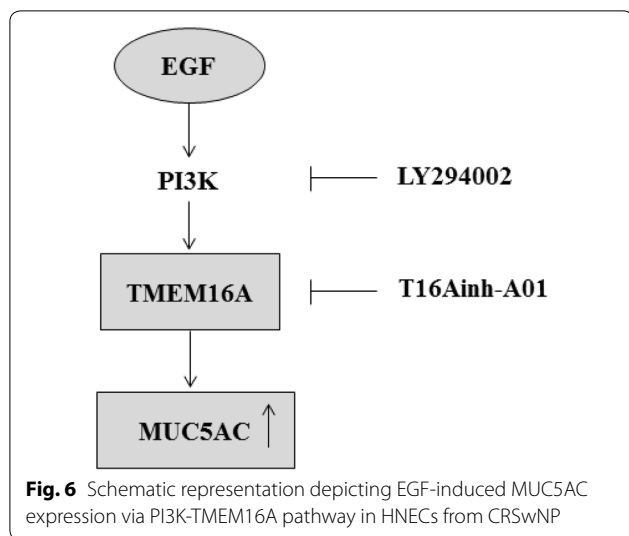 EGF
PI3K
LY294002
TMEM16A
T16Ainh-A01
MUC5AC ↑
Fig. 6 Schematic representation depicting EGF-induced MUC5AC
expression via PI3K-TMEM16A pathway in HNECs from CRSwNP